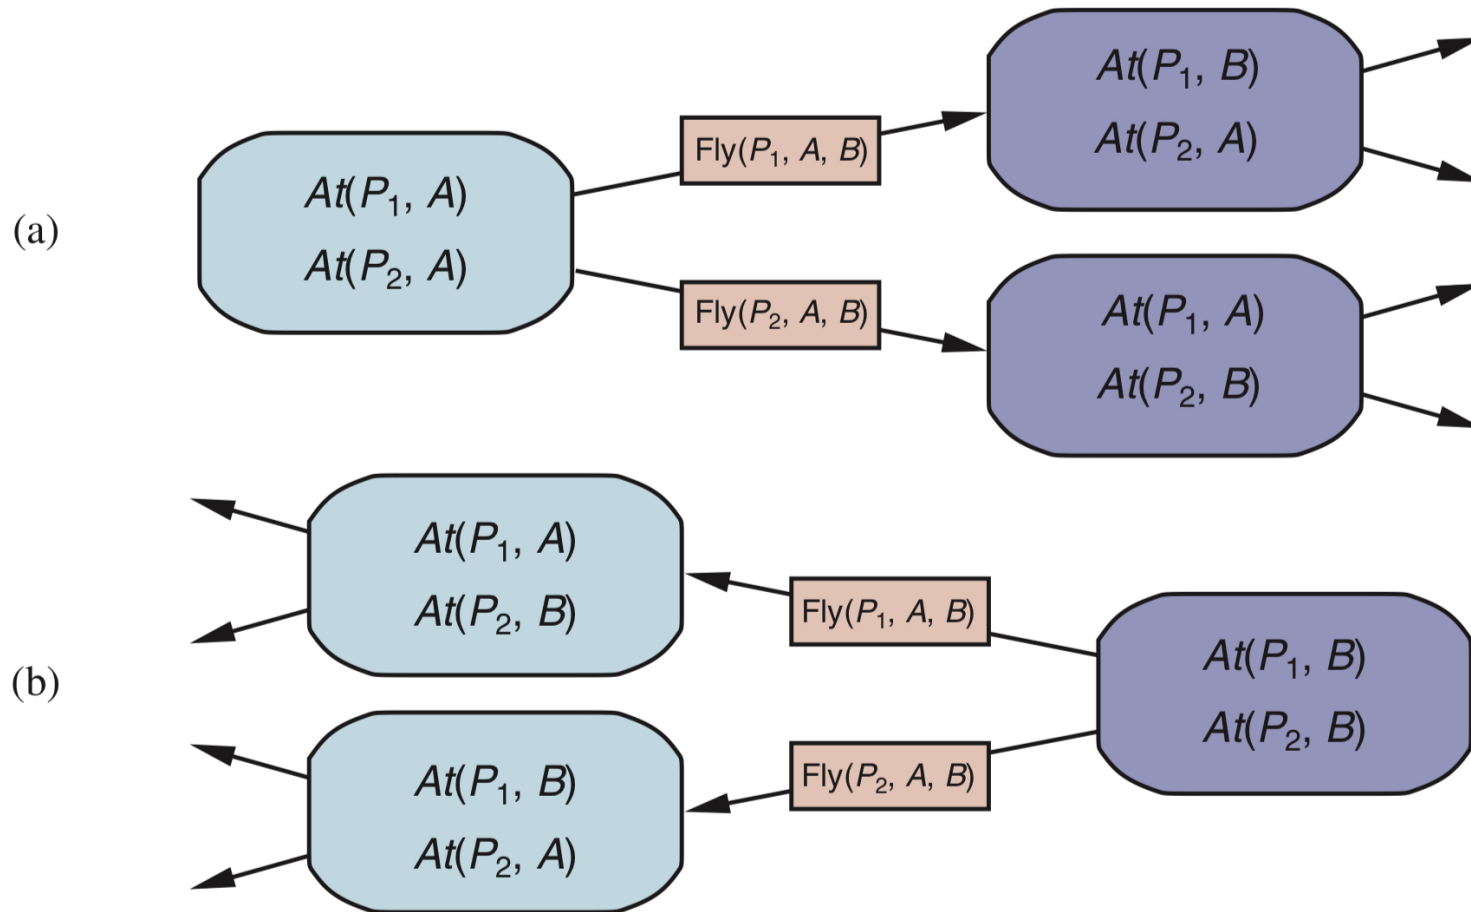 (a)
At(P₁, A)
At(P₂, A)
Fly(P₁, A, B)
Fly(P₂, A, B)
At(P₁, B)
At(P₂, A)
At(P₁, A)
At(P₂, B)
(b)
At(P₁, A)
At(P₂, B)
At(P₁, B)
At(P₂, A)
Fly(P₁, A, B)
Fly(P₂, A, B)
At(P₁, B)
At(P₂, B)